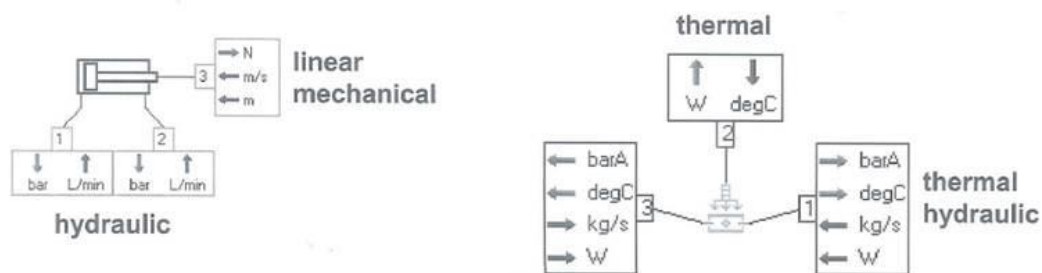 N
m/s
m
3
linear
mechanical
1
2
bar L/min bar L/min
hydraulic
thermal
W degC
2
barA
degC
kg/s
W
3
1
barA
degC
kg/s
W
thermal
hydraulic